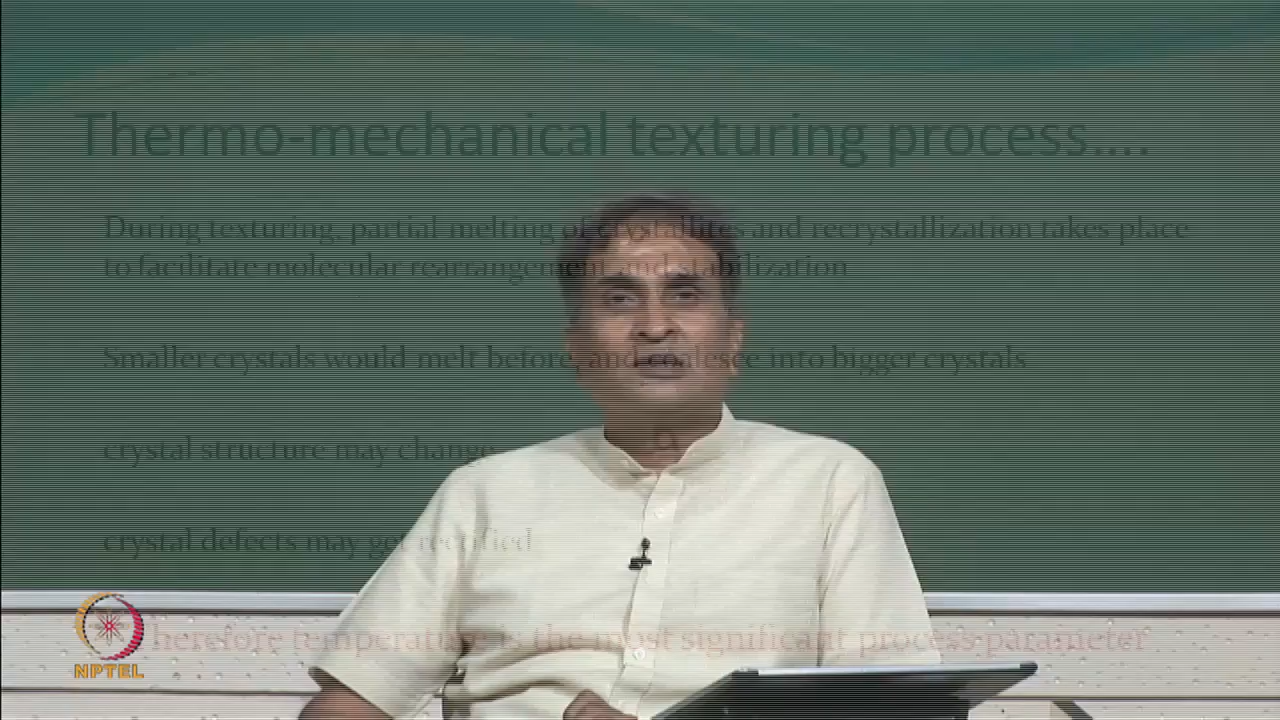 Thermo-mechanical texturing process....
During texturing, partial melting of crystallites and recrystallization takes place
to facilitate molecular rearrangement and stabilization
Smaller crystals would melt before, and coalesce into bigger crystals
crystal structure may change
crystal defects may get rectified
Therefore temperature is the most significant process parameter
NPTEL